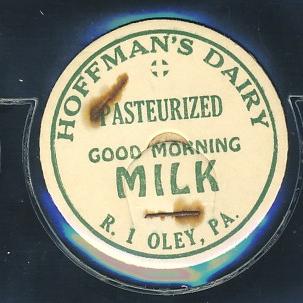 HOFFMAN'S DAIRY
PASTEURIZED
GOOD MORNING
MILK
R. 1 OLEY, PA.